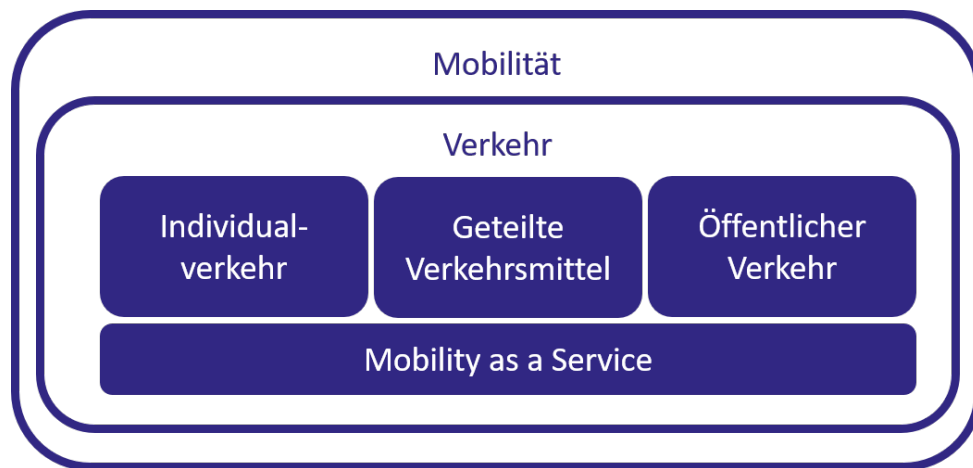 Mobilität
Verkehr
Individual-
verkehr
Geteilte
Verkehrsmittel
Öffentlicher
Verkehr
Mobility as a Service